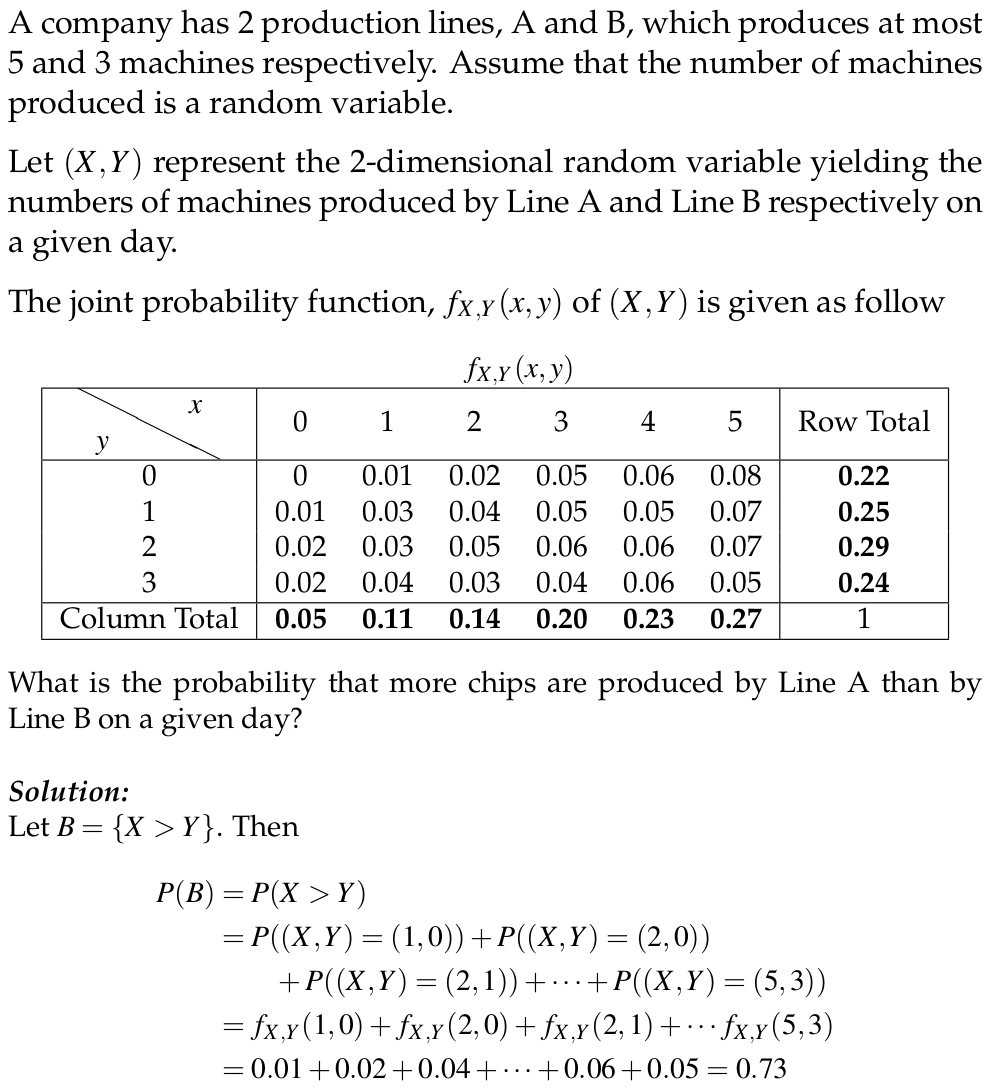 A company has 2 production lines, A and B, which produces at most
5 and 3 machines respectively. Assume that the number of machines
produced is a random variable.
Let (X,Y) represent the 2-dimensional random variable yielding the
numbers of machines produced by Line A and Line B respectively on
a given day.
The joint probability function, f_{X,Y}(x,y) of (X,Y) is given as follow
f_{X,Y}(x,y)
x
y
0 1 2 3 4 5 Row Total
0 0 0.01 0.02 0.05 0.06 0.08 0.22
1 0.01 0.03 0.04 0.05 0.05 0.07 0.25
2 0.02 0.03 0.05 0.06 0.06 0.07 0.29
3 0.02 0.04 0.03 0.04 0.06 0.05 0.24
Column Total 0.05 0.11 0.14 0.20 0.23 0.27 1
What is the probability that more chips are produced by Line A than by
Line B on a given day?
Solution:
Let B = {X > Y}. Then
P(B) = P(X > Y)
= P((X,Y) = (1,0)) + P((X,Y) = (2,0))
+ P((X,Y) = (2,1)) + ··· + P((X,Y) = (5,3))
= f_{X,Y}(1,0) + f_{X,Y}(2,0) + f_{X,Y}(2,1) + ··· f_{X,Y}(5,3)
= 0.01 + 0.02 + 0.04 + ··· + 0.06 + 0.05 = 0.73